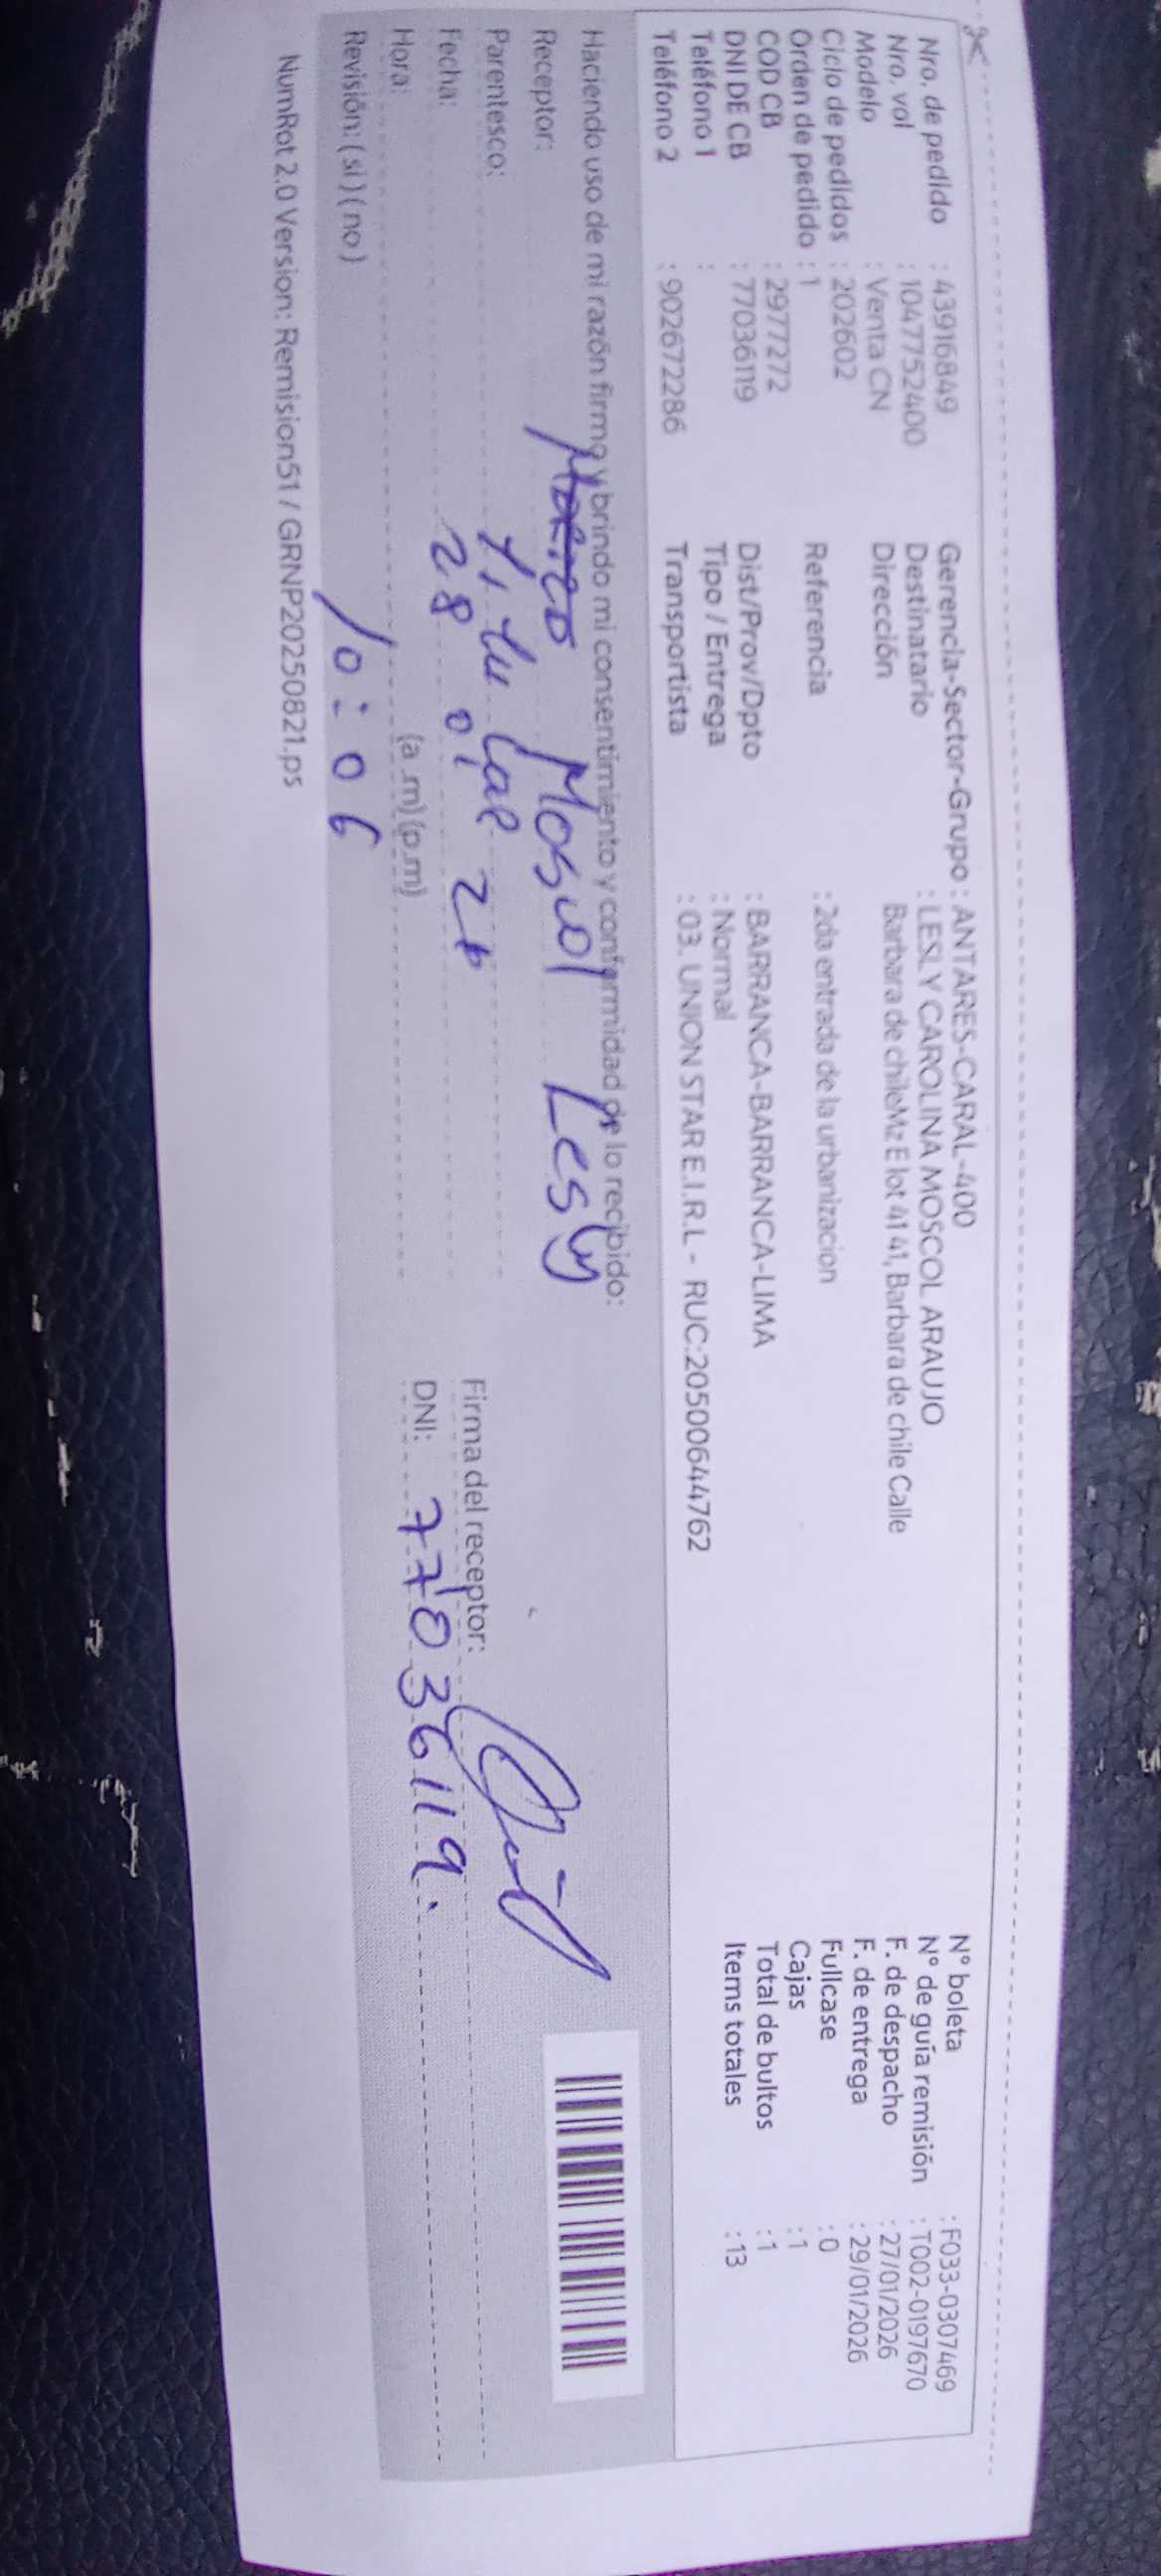 Nro. de pedido : 43916849
Nro. vol : 1047752400
Modelo : Venta CN
Ciclo de pedidos : 202602
Orden de pedido : 1
COD CB : 2977272
DNI DE CB : 77036119
Teléfono 1 :
Teléfono 2 : 902672286
Gerencia-Sector-Grupo : ANTARES-CARAL-400
Destinatario : LESLY CAROLINA MOSCOL ARAUJO
Dirección Barbara de chileMz E lot 41 41, Barbara de chile Calle
Referencia : 2da entrada de la urbanizacion
Dist/Prov/Dpto : BARRANCA-BARRANCA-LIMA
Tipo / Entrega : Normal
Transportista : 03. UNION STAR E.I.R.L - RUC:20500644762
N° boleta : F033-0307469
N° de guía remisión : T002-0197670
F. de despacho : 27/01/2026
F. de entrega : 29/01/2026
Fullcase : 0
Cajas : 1
Total de bultos : 1
Items totales : 13
Haciendo uso de mi razón firmo y brindo mi consentimiento y conformidad de lo recibido:
Receptor: Moscol Lesly
Parentesco: Titular
Fecha: 28 01 26
Hora: (a .m) (p.m)
10:06
Revisión: ( si ) ( no )
Firma del receptor:
DNI: 77036119.
NumRot 2.0 Version: Remision51 / GRNP20250821.ps